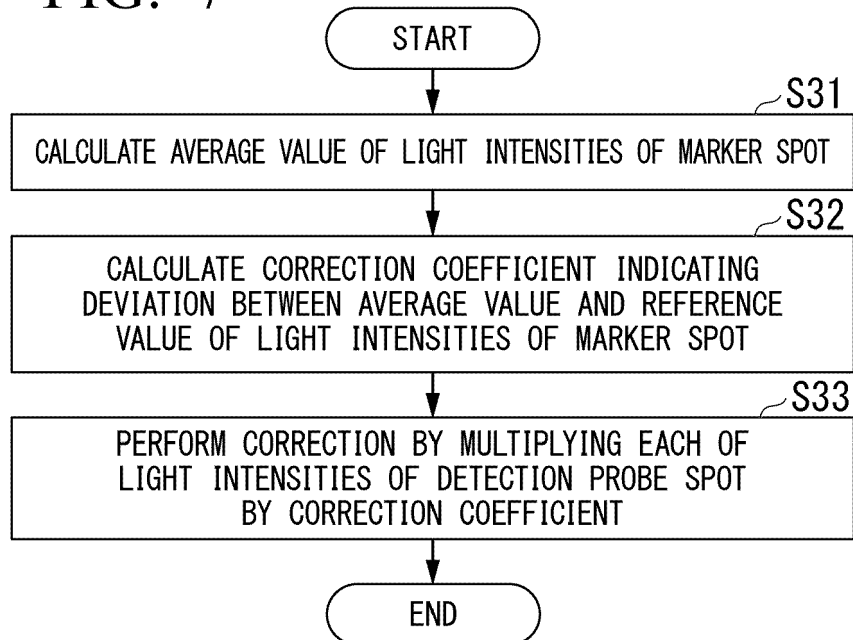 FIG. 7
START
S31
CALCULATE AVERAGE VALUE OF LIGHT INTENSITIES OF MARKER SPOT
S32
CALCULATE CORRECTION COEFFICIENT INDICATING
DEVIATION BETWEEN AVERAGE VALUE AND REFERENCE
VALUE OF LIGHT INTENSITIES OF MARKER SPOT
S33
PERFORM CORRECTION BY MULTIPLYING EACH OF
LIGHT INTENSITIES OF DETECTION PROBE SPOT
BY CORRECTION COEFFICIENT
END